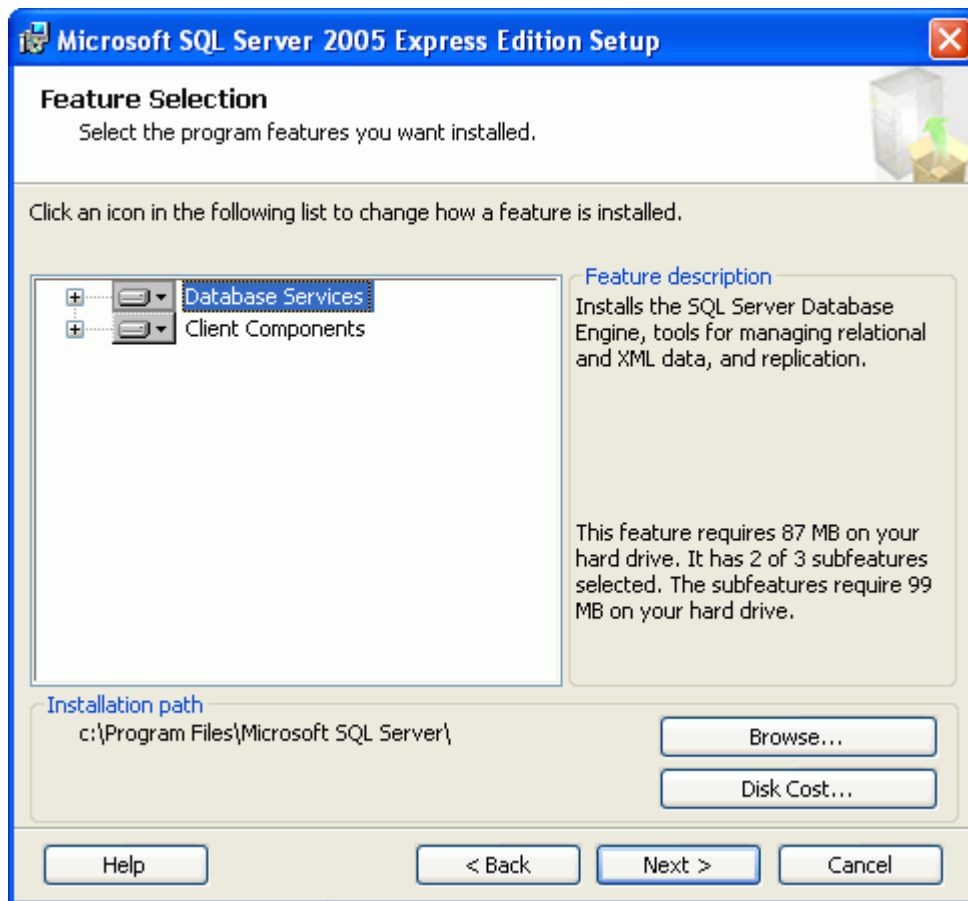 Microsoft SQL Server 2005 Express Edition Setup
Feature Selection
Select the program features you want installed.
Click an icon in the following list to change how a feature is installed.
Database Services
Client Components
Feature description
Installs the SQL Server Database
Engine, tools for managing relational
and XML data, and replication.
This feature requires 87 MB on your
hard drive. It has 2 of 3 subfeatures
selected. The subfeatures require 99
MB on your hard drive.
Installation path
c:\Program Files\Microsoft SQL Server\
Browse...
Disk Cost...
Help
< Back
Next >
Cancel